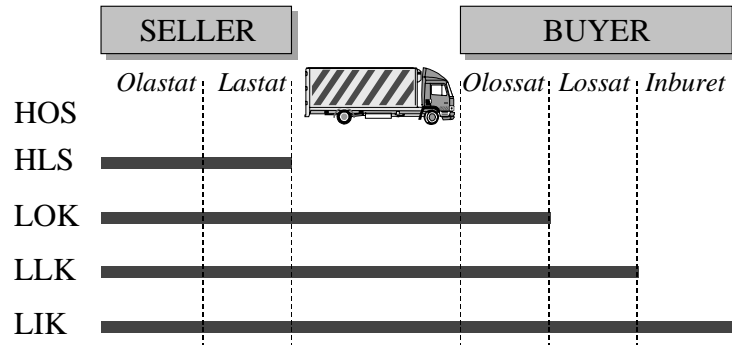 SELLER BUYER
Olastat Lastat Olossat Lossat Inburet
HOS
HLS
LOK
LLK
LIK